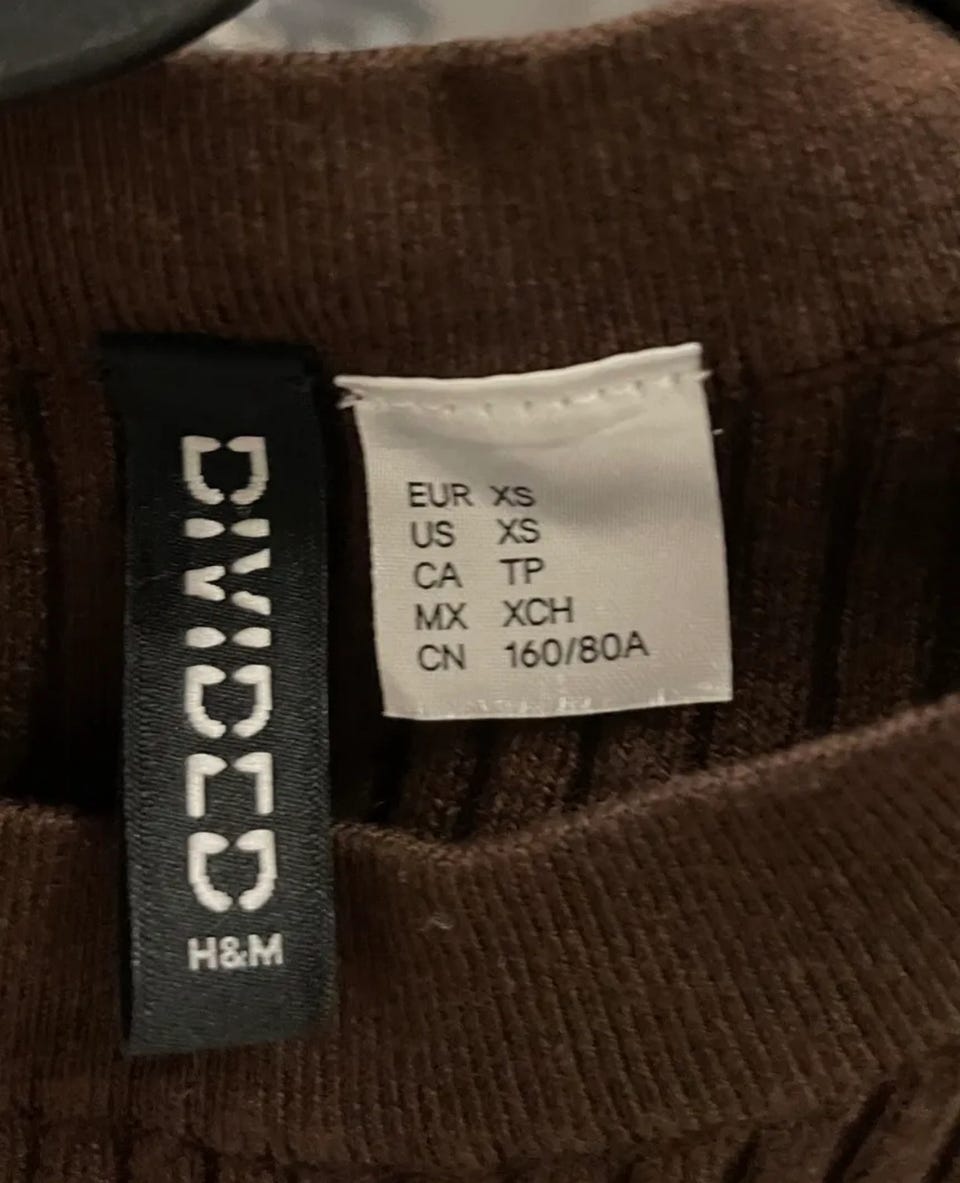 DIVIDED
H&M
EUR XS
US XS
CA TP
MX XCH
CN 160/80A